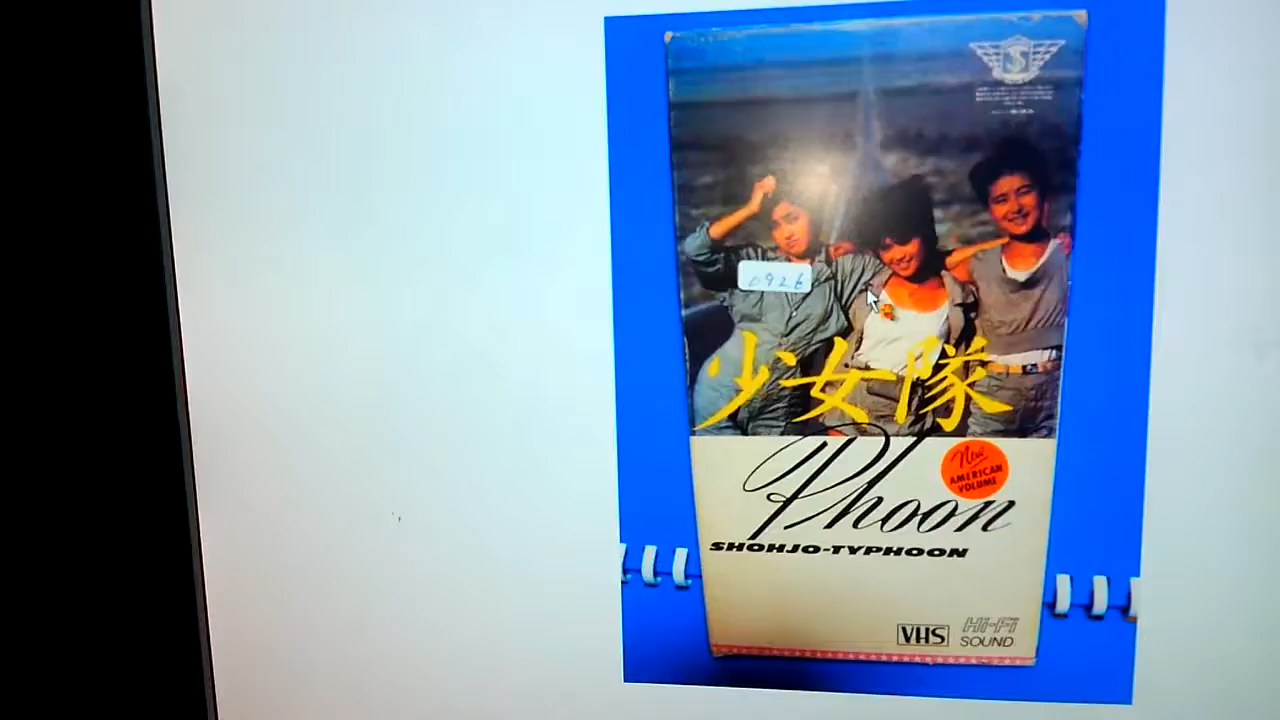 S
0926
少女隊
Phoon
New
AMERICAN
VOLUME
SHOHJO-TYPHOON
VHS
Hi-Fi
SOUND